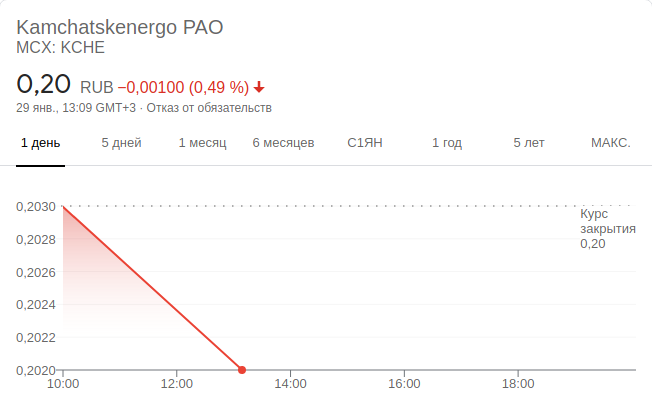 Kamchatskenergo PAO
MCX: KCHE
0,20 RUB −0,00100 (0,49 %)
29 янв., 13:09 GMT+3 · Отказ от обязательств
1 день 5 дней 1 месяц 6 месяцев С1ЯН 1 год 5 лет МАКС.
0,2030
Курс
закрытия
0,20
0,2028
0,2026
0,2024
0,2022
0,2020
10:00 12:00 14:00 16:00 18:00